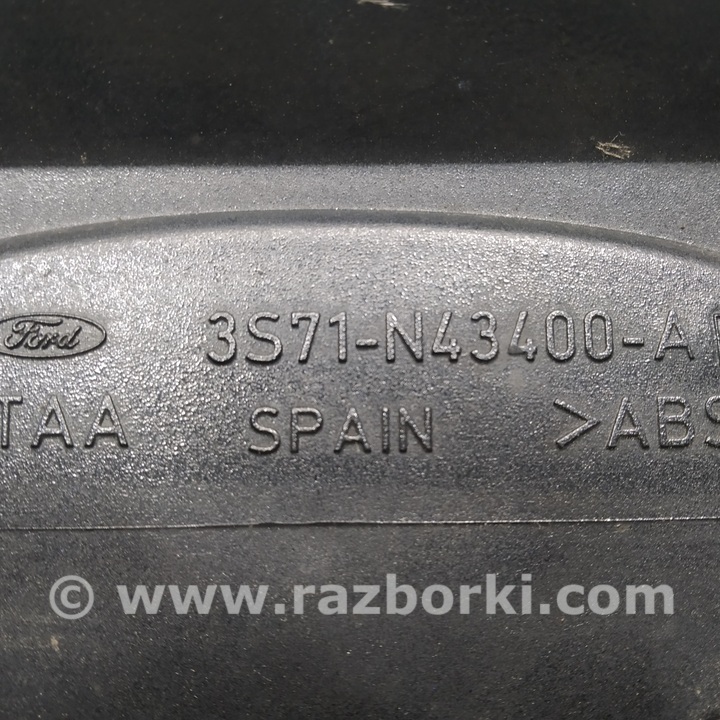 Ford 3S71-N43400-A
TAA SPAIN >ABS
© www.razborki.com